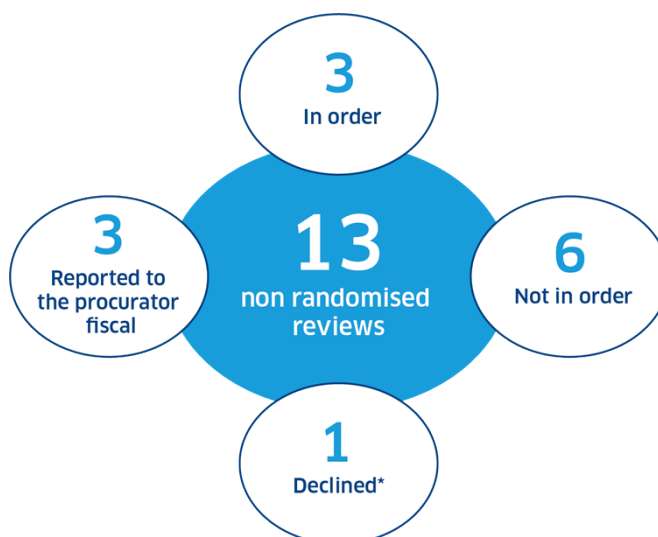 3
In order
3
Reported to
the procurator
fiscal
13
non randomised
reviews
6
Not in order
1
Declined*